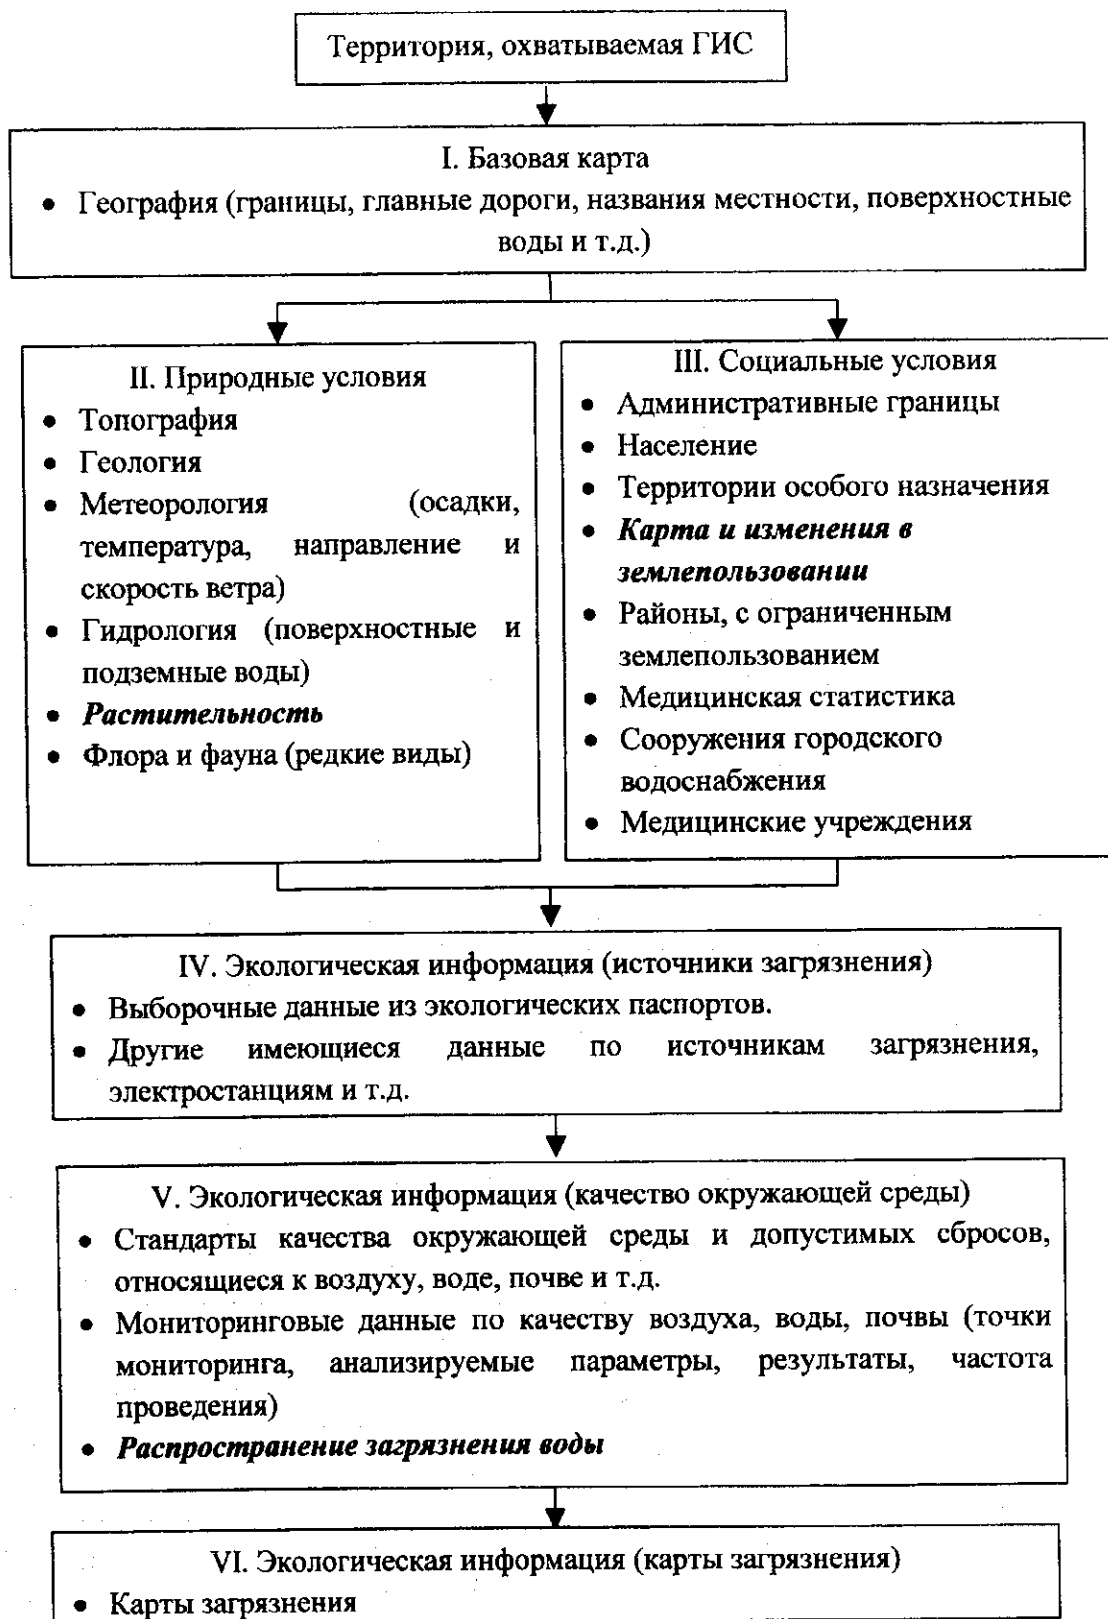 Территория, охватываемая ГИС
I. Базовая карта
• География (границы, главные дороги, названия местности, поверхностные
воды и т.д.)
II. Природные условия
• Топография
• Геология
• Метеорология (осадки,
температура, направление и
скорость ветра)
• Гидрология (поверхностные и
подземные воды)
• Растительность
• Флора и фауна (редкие виды)
III. Социальные условия
• Административные границы
• Население
• Территории особого назначения
• Карта и изменения в
землепользовании
• Районы, с ограниченным
землепользованием
• Медицинская статистика
• Сооружения городского
водоснабжения
• Медицинские учреждения
IV. Экологическая информация (источники загрязнения)
• Выборочные данные из экологических паспортов.
• Другие имеющиеся данные по источникам загрязнения,
электростанциям и т.д.
V. Экологическая информация (качество окружающей среды)
• Стандарты качества окружающей среды и допустимых сбросов,
относящиеся к воздуху, воде, почве и т.д.
• Мониторинговые данные по качеству воздуха, воды, почвы (точки
мониторинга, анализируемые параметры, результаты, частота
проведения)
• Распространение загрязнения воды
VI. Экологическая информация (карты загрязнения)
• Карты загрязнения